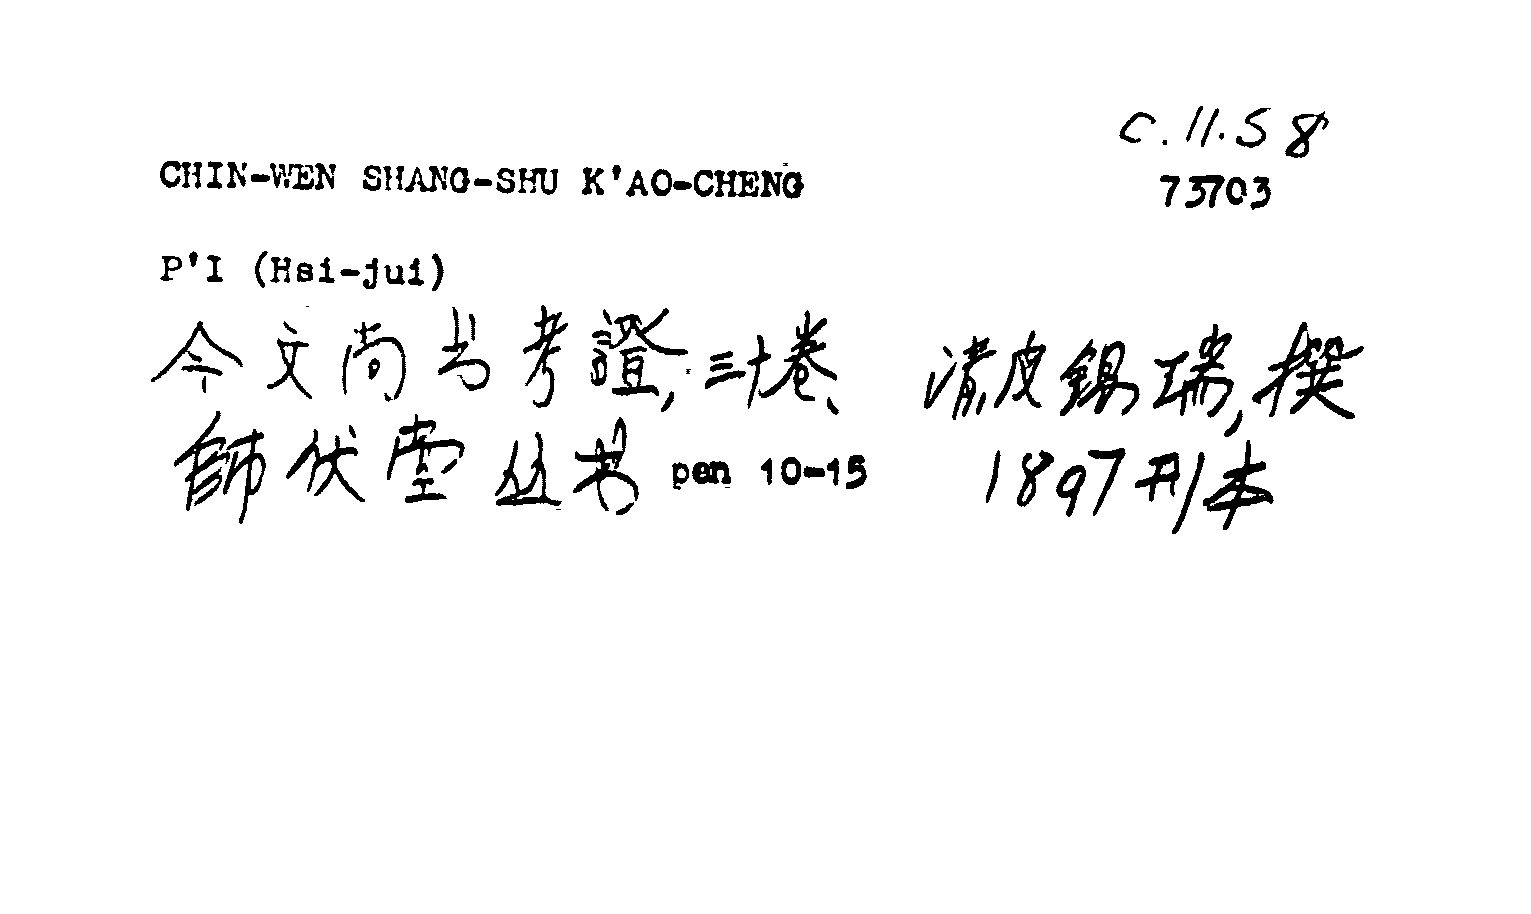 C.11.58
CHIN-WEN SHANG-SHU K'AO-CHENG
73703
P'I (Hsi-jui)
今文尚书考證, 三十卷、 清皮錫瑞, 撰
師伏堂丛书 pen 10-15 1897刊本